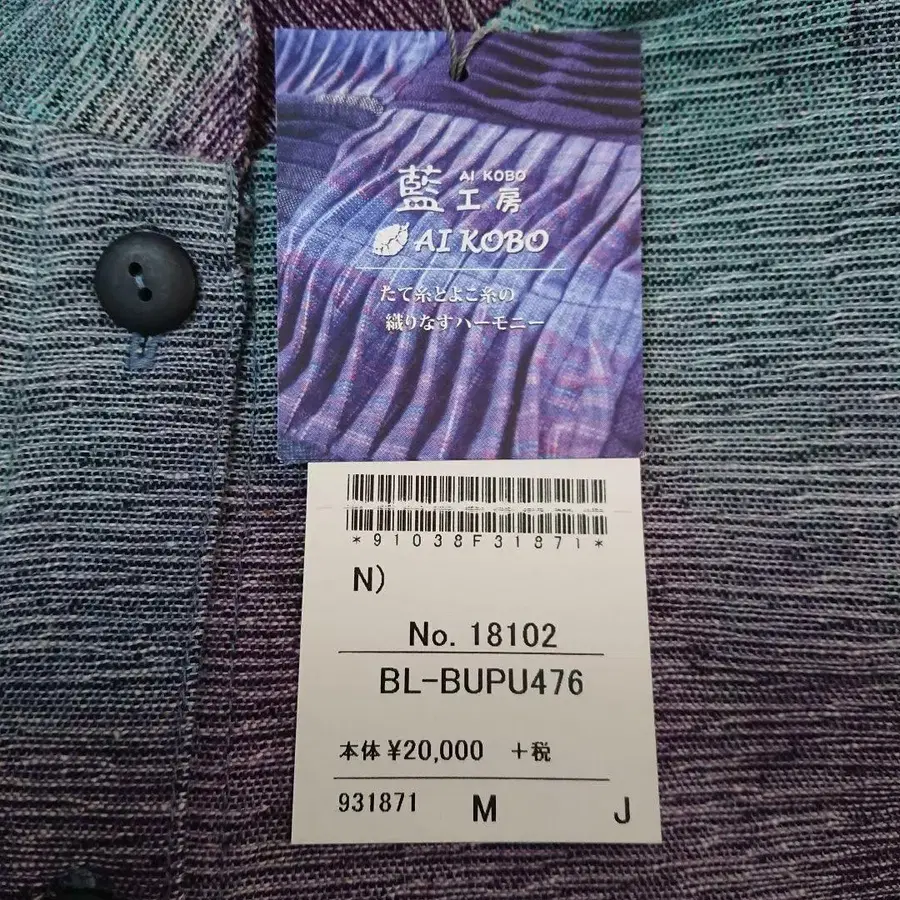 藍工房
AI KOBO
AI KOBO
たて糸とよこ糸の
織りなすハーモニー
*91038F31871*
N)
No. 18102
BL-BUPU476
本体 ¥20,000 +税
931871 M J